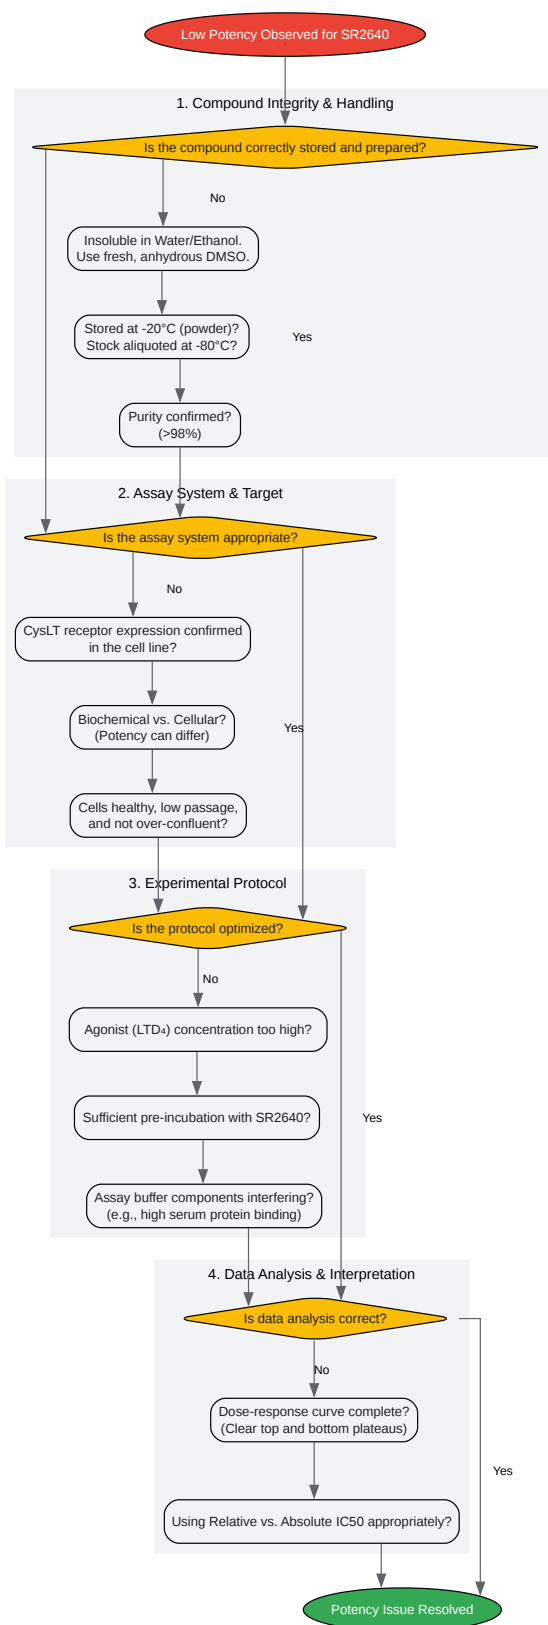 Low Potency Observed for SR2640
1. Compound Integrity & Handling
Is the compound correctly stored and prepared?
No
Insoluble in Water/Ethanol.
Use fresh, anhydrous DMSO.
Stored at -20°C (powder)?
Stock aliquoted at -80°C?
Yes
Purity confirmed?
(>98%)
2. Assay System & Target
Is the assay system appropriate?
No
CysLT receptor expression confirmed
in the cell line?
Biochemical vs. Cellular?
(Potency can differ)
Yes
Cells healthy, low passage,
and not over-confluent?
3. Experimental Protocol
Is the protocol optimized?
No
Agonist (LTD₄) concentration too high?
Sufficient pre-incubation with SR2640?
Yes
Assay buffer components interfering?
(e.g., high serum protein binding)
4. Data Analysis & Interpretation
Is data analysis correct?
No
Dose-response curve complete?
(Clear top and bottom plateaus)
Yes
Using Relative vs. Absolute IC50 appropriately?
Potency Issue Resolved